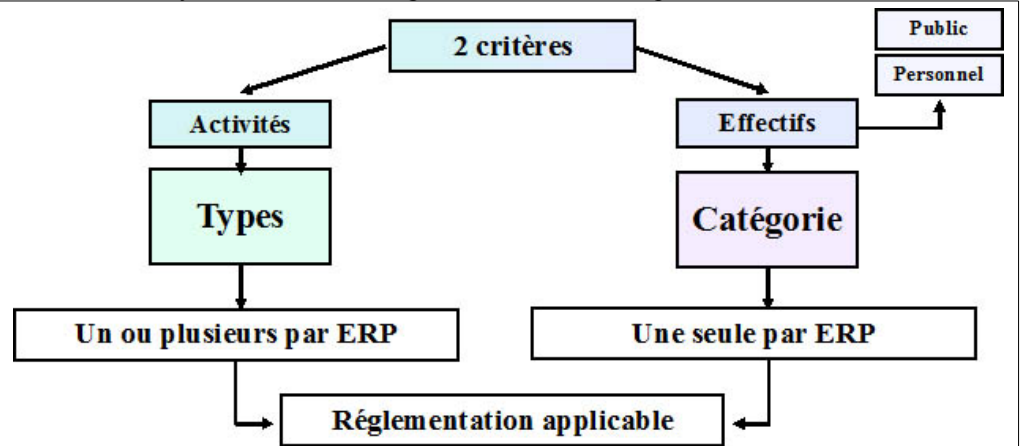 2 critères
Public
Personnel
Activités
Effectifs
Types
Catégorie
Un ou plusieurs par ERP
Une seule par ERP
Réglementation applicable